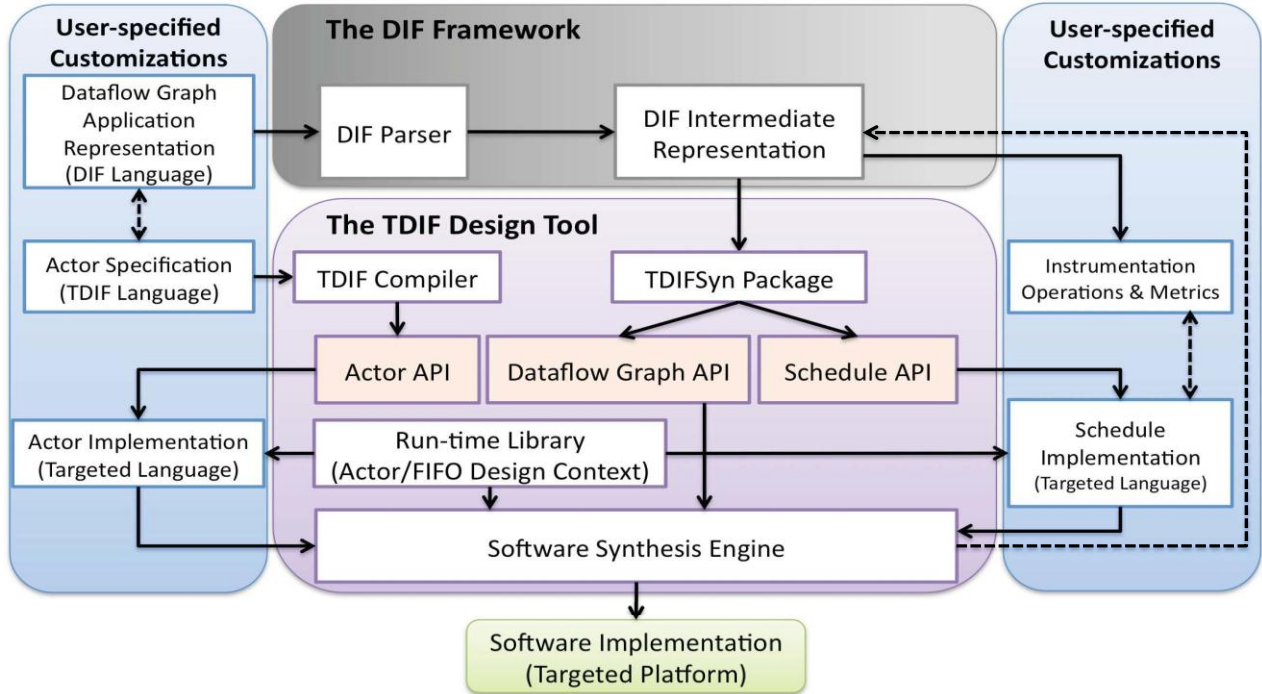 User-specified
Customizations
Dataflow Graph
Application
Representation
(DIF Language)
Actor Specification
(TDIF Language)
Actor Implementation
(Targeted Language)
The DIF Framework
DIF Parser
DIF Intermediate
Representation
The TDIF Design Tool
TDIF Compiler
TDIFSyn Package
Actor API
Dataflow Graph API
Schedule API
Run-time Library
(Actor/FIFO Design Context)
Software Synthesis Engine
User-specified
Customizations
Instrumentation
Operations & Metrics
Schedule
Implementation
(Targeted Language)
Software Implementation
(Targeted Platform)